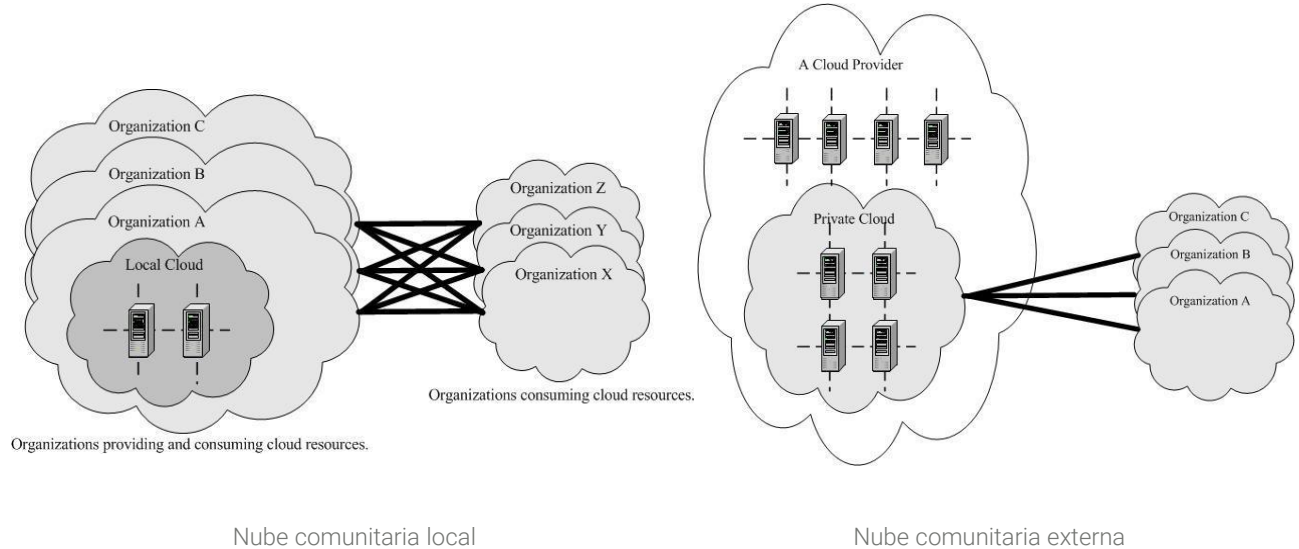 Organization C
Organization B
Organization A
Local Cloud
Organizations providing and consuming cloud resources.
Organization Z
Organization Y
Organization X
Organizations consuming cloud resources.
Nube comunitaria local
A Cloud Provider
Private Cloud
Organization C
Organization B
Organization A
Nube comunitaria externa